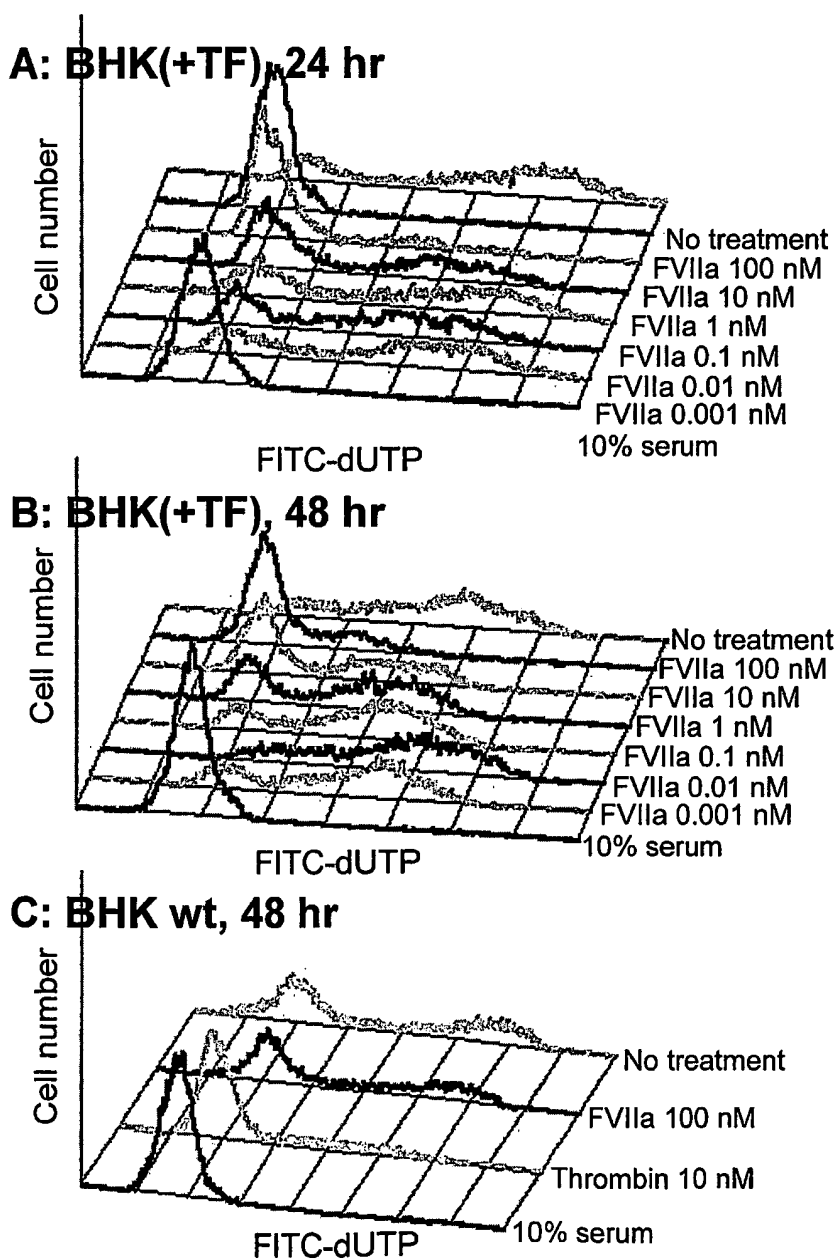 A: BHK(+TF), 24 hr
Cell number
No treatment
FVIIa 100 nM
FVIIa 10 nM
FVIIa 1 nM
FVIIa 0.1 nM
FVIIa 0.01 nM
FVIIa 0.001 nM
10% serum
FITC-dUTP
B: BHK(+TF), 48 hr
Cell number
No treatment
FVIIa 100 nM
FVIIa 10 nM
FVIIa 1 nM
FVIIa 0.1 nM
FVIIa 0.01 nM
FVIIa 0.001 nM
10% serum
FITC-dUTP
C: BHK wt, 48 hr
Cell number
No treatment
FVIIa 100 nM
Thrombin 10 nM
10% serum
FITC-dUTP